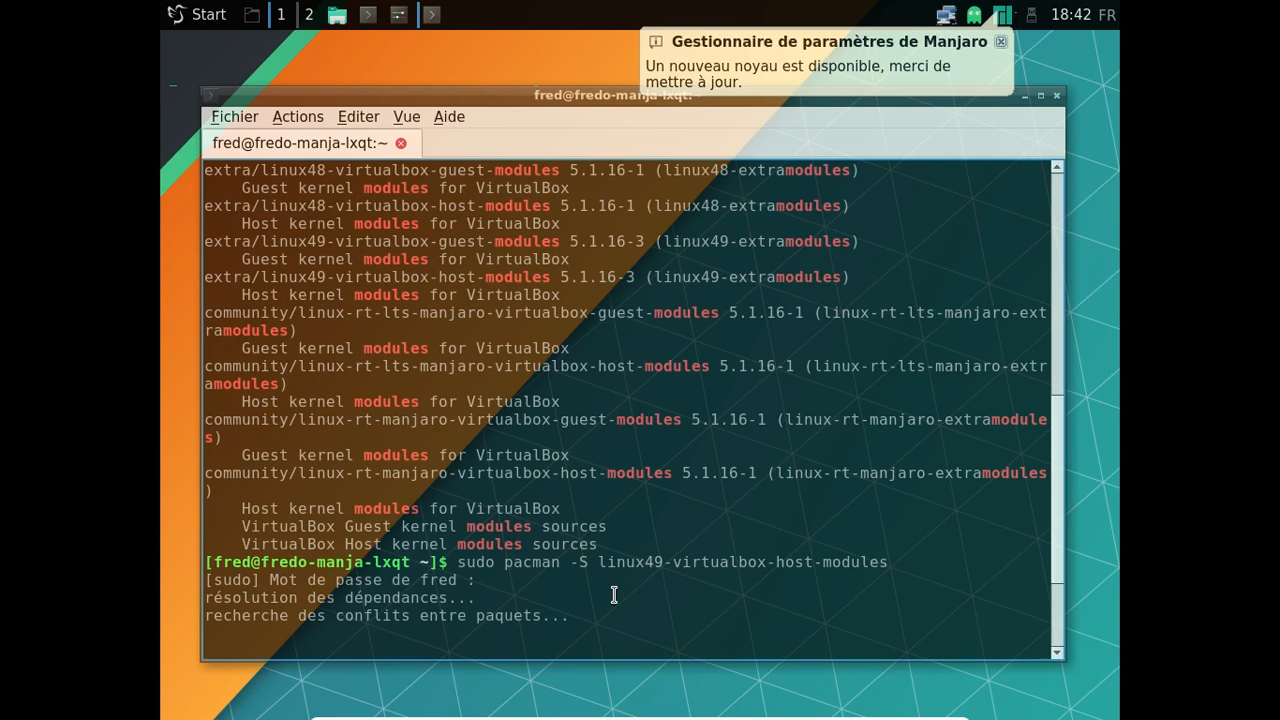 Start 1 2 18:42 FR
Gestionnaire de paramètres de Manjaro
Un nouveau noyau est disponible, merci de
mettre à jour.
fred@fredo-manja-lxqt:~
Fichier Actions Editer Vue Aide
fred@fredo-manja-lxqt:~
extra/linux48-virtualbox-guest-modules 5.1.16-1 (linux48-extramodules)
    Guest kernel modules for VirtualBox
extra/linux48-virtualbox-host-modules 5.1.16-1 (linux48-extramodules)
    Host kernel modules for VirtualBox
extra/linux49-virtualbox-guest-modules 5.1.16-3 (linux49-extramodules)
    Guest kernel modules for VirtualBox
extra/linux49-virtualbox-host-modules 5.1.16-3 (linux49-extramodules)
    Host kernel modules for VirtualBox
community/linux-rt-lts-manjaro-virtualbox-guest-modules 5.1.16-1 (linux-rt-lts-manjaro-ext
ramodules)
    Guest kernel modules for VirtualBox
community/linux-rt-lts-manjaro-virtualbox-host-modules 5.1.16-1 (linux-rt-lts-manjaro-extr
amodules)
    Host kernel modules for VirtualBox
community/linux-rt-manjaro-virtualbox-guest-modules 5.1.16-1 (linux-rt-manjaro-extramodule
s)
    Guest kernel modules for VirtualBox
community/linux-rt-manjaro-virtualbox-host-modules 5.1.16-1 (linux-rt-manjaro-extramodules
)
    Host kernel modules for VirtualBox
    VirtualBox Guest kernel modules sources
    VirtualBox Host kernel modules sources
[fred@fredo-manja-lxqt ~]$ sudo pacman -S linux49-virtualbox-host-modules
[sudo] Mot de passe de fred :
résolution des dépendances...
recherche des conflits entre paquets...